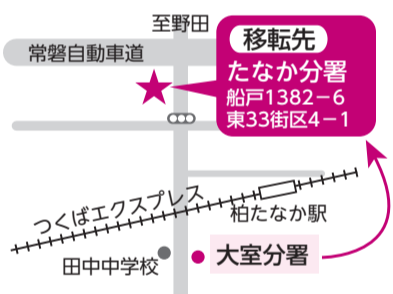 至野田
常磐自動車道
移転先
たなか分署
船戸1382−6
東33街区4−1
つくばエクスプレス
柏たなか駅
田中中学校
大室分署